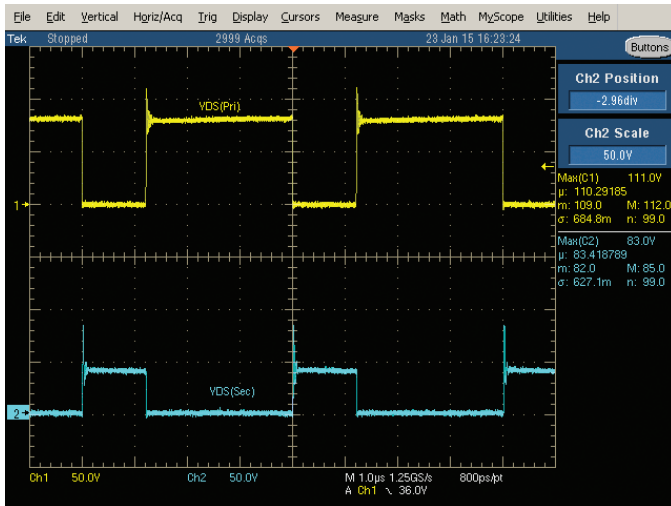 File Edit Vertical Horiz/Acq Trig Display Cursors Measure Masks Math MyScope Utilities Help
Tek Stopped 2999 Acqs 23 Jan 15 16:23:24
Buttons
Ch2 Position
-2.96div
Ch2 Scale
50.0V
Max(C1) 111.0V
µ: 110.29185
m: 109.0 M: 112.0
σ: 684.8m n: 99.0
Max(C2) 83.0V
µ: 83.418789
m: 82.0 M: 85.0
σ: 627.1m n: 99.0
VDS(Pri)
1
VDS(Sec)
2
Ch1 50.0V Ch2 50.0V M 1.0µs 1.25GS/s 800ps/pt
A Ch1 36.0V